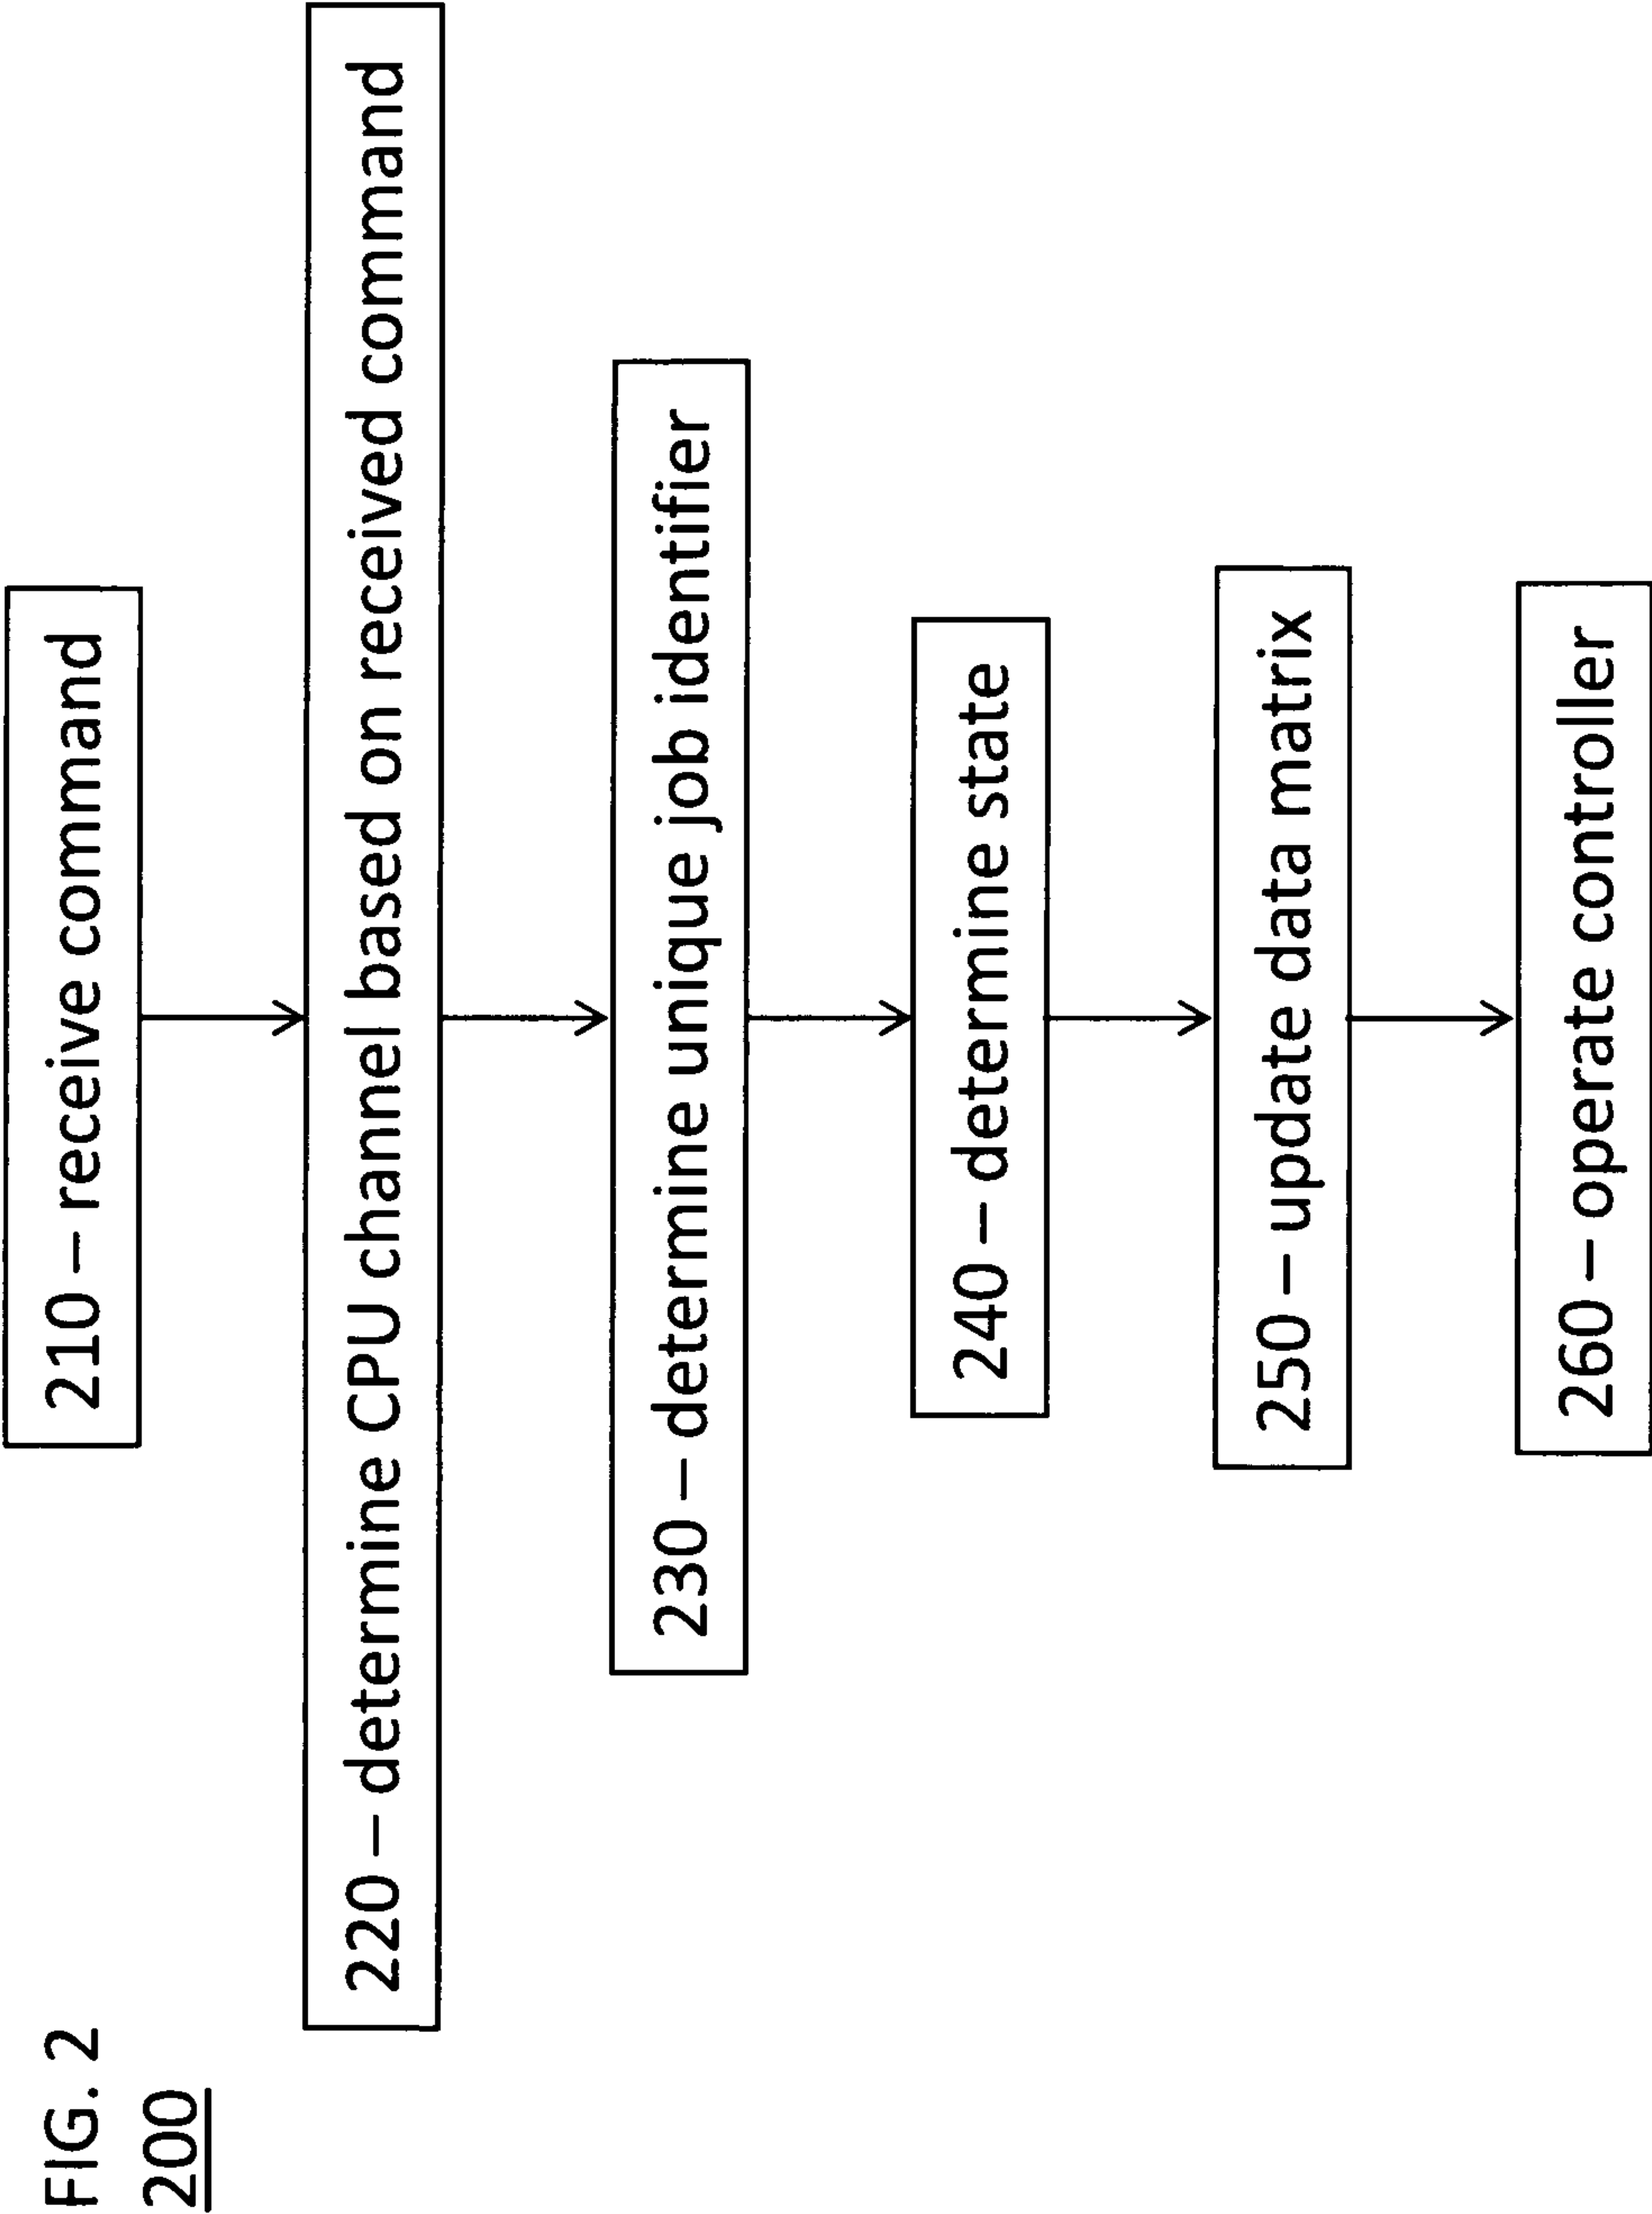 FIG. 2
200
210 – receive command
220 – determine CPU channel based on received command
230 – determine unique job identifier
240 – determine state
250 – update data matrix
260 – operate controller